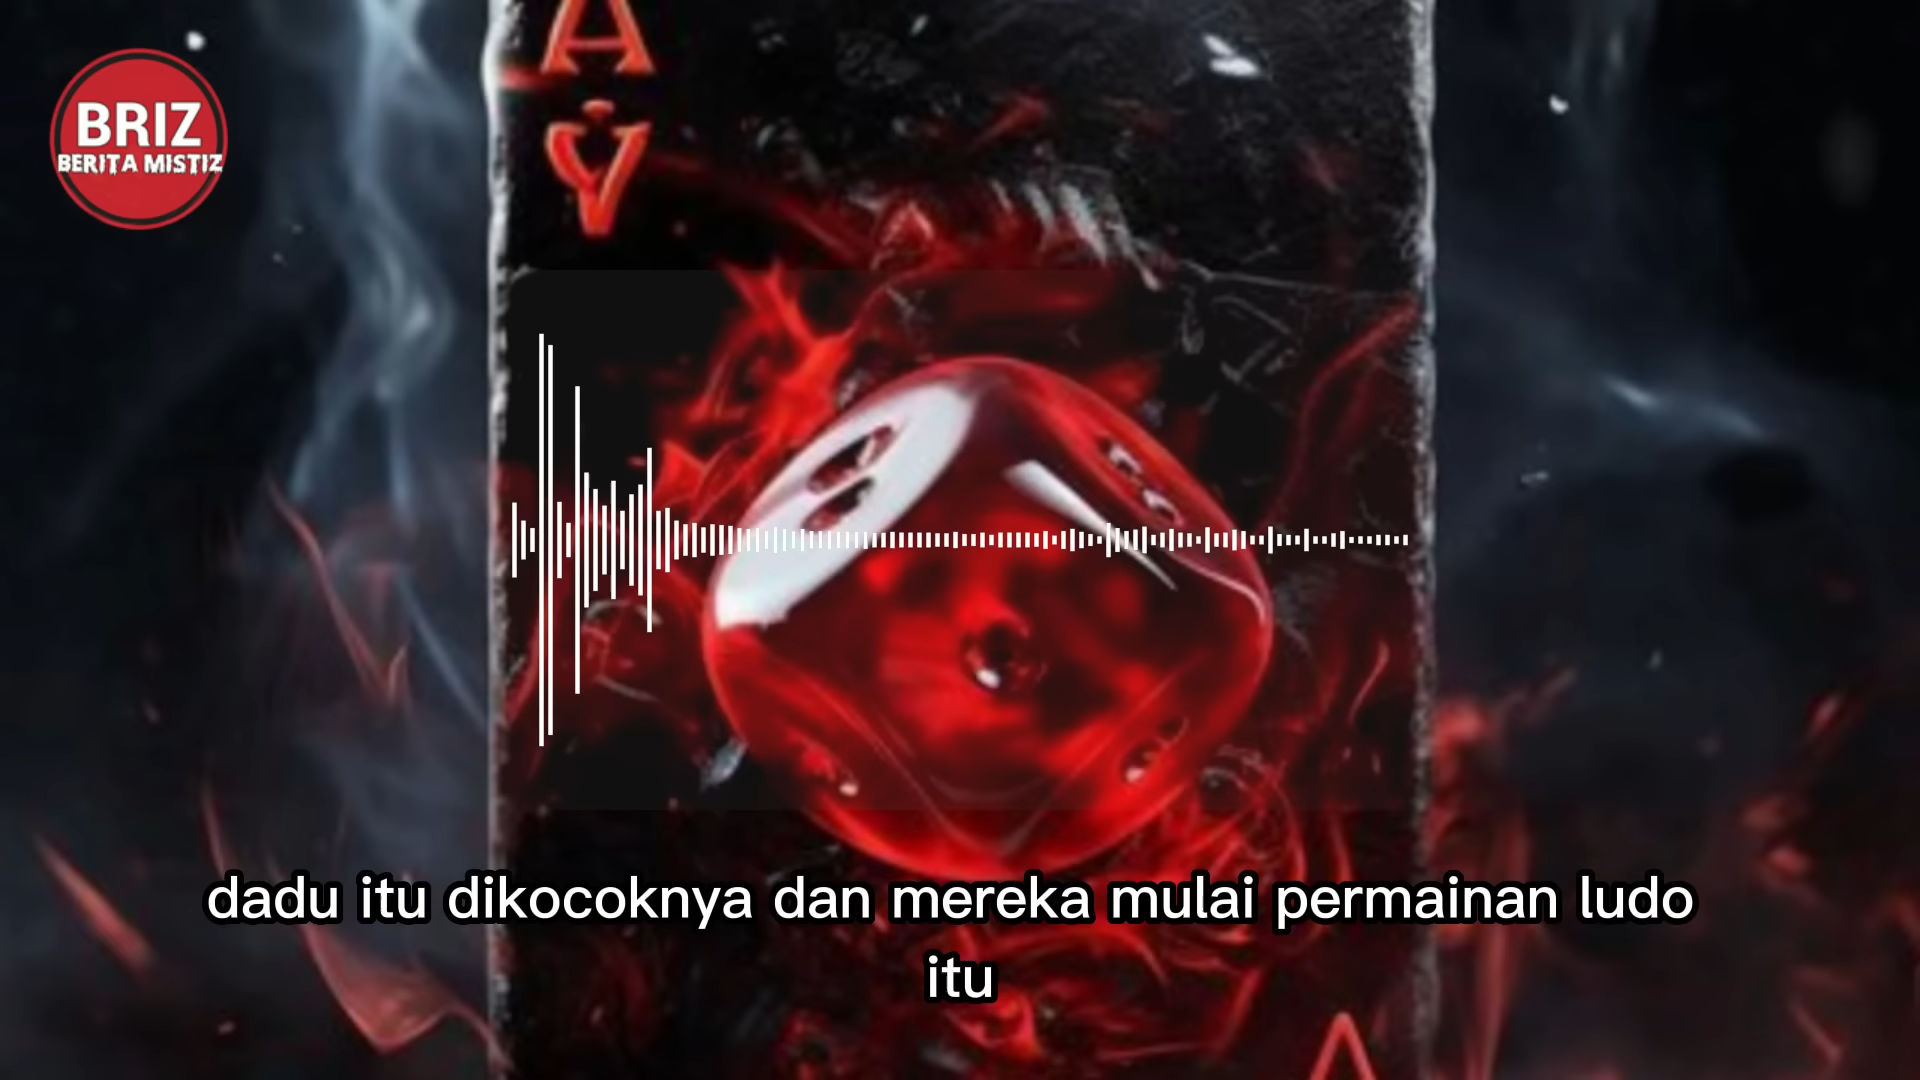 A
BRIZ
BERITA MISTIZ
dadu itu dikocoknya dan mereka mulai permainan ludo
itu